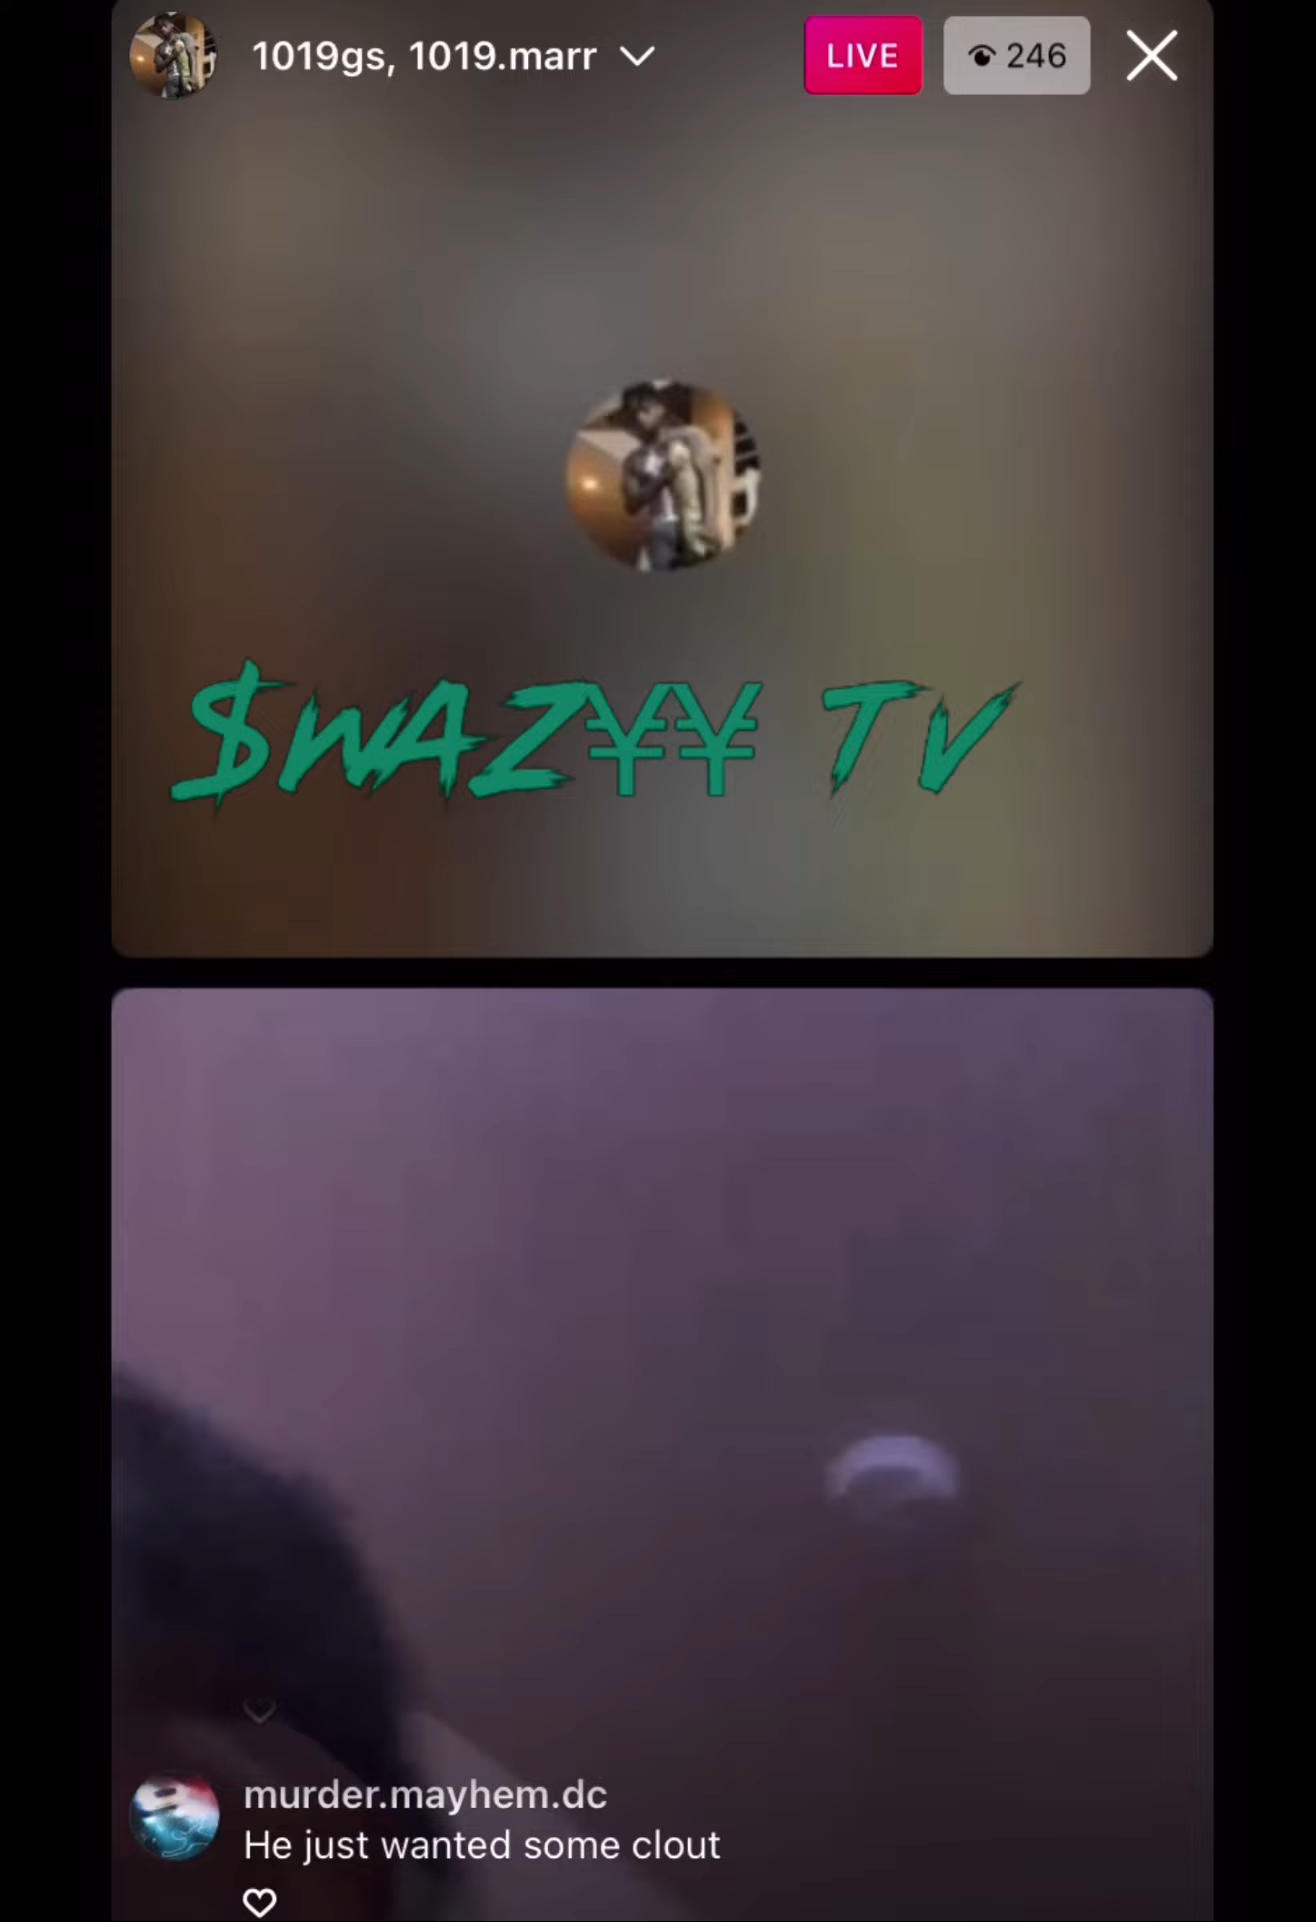 1019gs, 1019.marr
LIVE
246
$WAZ¥¥ TV
murder.mayhem.dc
He just wanted some clout